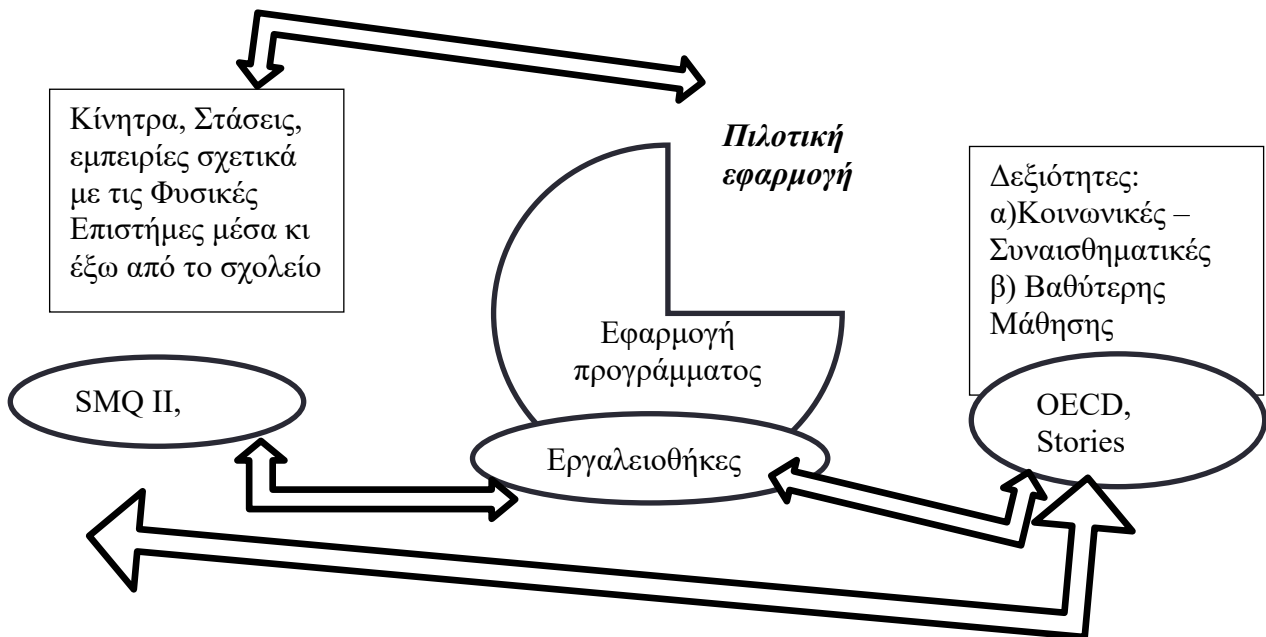 Κίνητρα, Στάσεις,
εμπειρίες σχετικά
με τις Φυσικές
Επιστήμες μέσα κι
έξω από το σχολείο
SMQ II,
Πιλοτική
εφαρμογή
Εφαρμογή
προγράμματος
Εργαλειοθήκες
Δεξιότητες:
α)Κοινωνικές –
Συναισθηματικές
β) Βαθύτερης
Μάθησης
OECD,
Stories